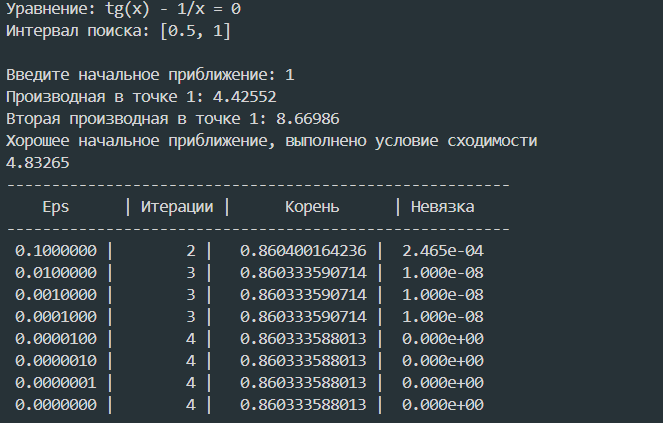 Уравнение: tg(x) - 1/x = 0
Интервал поиска: [0.5, 1]
Введите начальное приближение: 1
Производная в точке 1: 4.42552
Вторая производная в точке 1: 8.66986
Хорошее начальное приближение, выполнено условие сходимости
4.83265
--------------------------------------------------------
Eps | Итерации | Корень | Невязка
--------------------------------------------------------
0.1000000 | 2 | 0.860400164236 | 2.465e-04
0.0100000 | 3 | 0.860333590714 | 1.000e-08
0.0010000 | 3 | 0.860333590714 | 1.000e-08
0.0001000 | 3 | 0.860333590714 | 1.000e-08
0.0000100 | 4 | 0.860333588013 | 0.000e+00
0.0000010 | 4 | 0.860333588013 | 0.000e+00
0.0000001 | 4 | 0.860333588013 | 0.000e+00
0.0000000 | 4 | 0.860333588013 | 0.000e+00